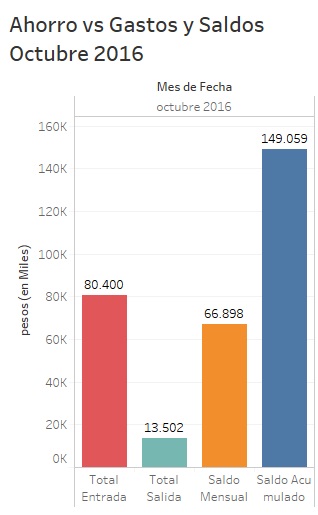 Ahorro vs Gastos y Saldos
Octubre 2016
Mes de Fecha
octubre 2016
160K
140K
120K
100K
80K
60K
40K
20K
0K
pesos (en Miles)
80.400
13.502
66.898
149.059
Total
Entrada
Total
Salida
Saldo
Mensual
Saldo Acu
mulado